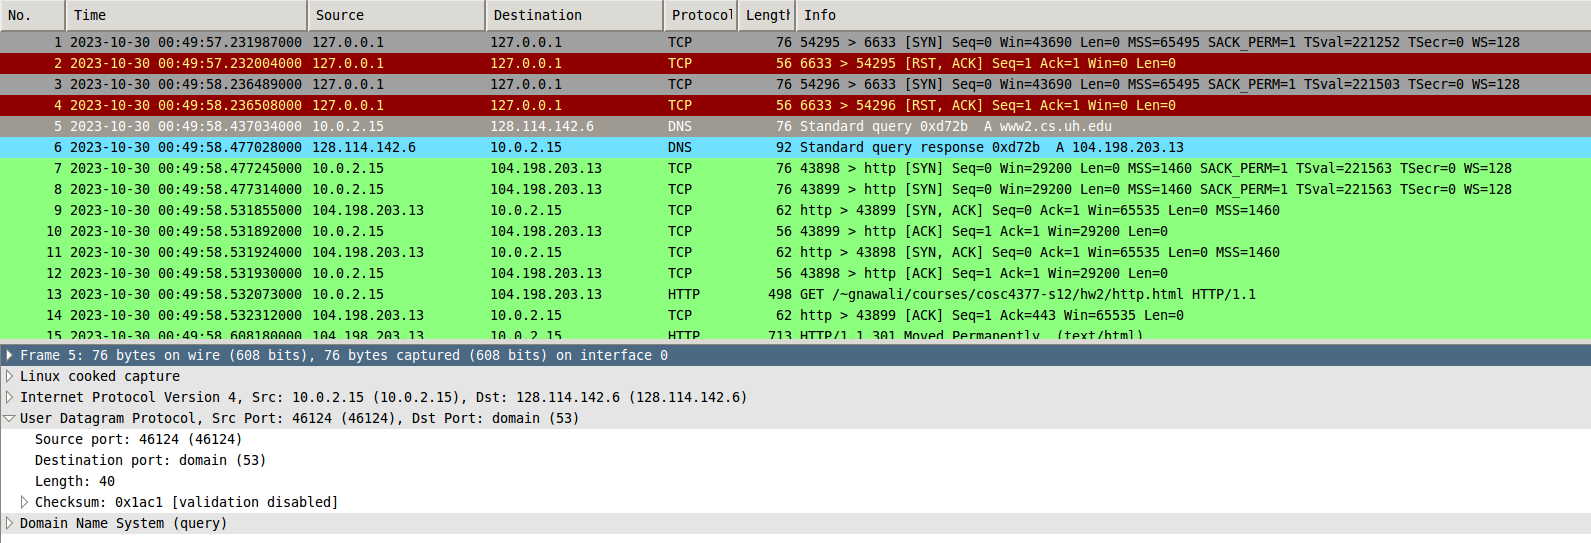 No. Time Source Destination Protocol Length Info
1 2023-10-30 00:49:57.231987000 127.0.0.1 127.0.0.1 TCP 76 54295 > 6633 [SYN] Seq=0 Win=43690 Len=0 MSS=65495 SACK_PERM=1 TSval=221252 TSecr=0 WS=128
2 2023-10-30 00:49:57.232004000 127.0.0.1 127.0.0.1 TCP 56 6633 > 54295 [RST, ACK] Seq=1 Ack=1 Win=0 Len=0
3 2023-10-30 00:49:58.236489000 127.0.0.1 127.0.0.1 TCP 76 54296 > 6633 [SYN] Seq=0 Win=43690 Len=0 MSS=65495 SACK_PERM=1 TSval=221503 TSecr=0 WS=128
4 2023-10-30 00:49:58.236508000 127.0.0.1 127.0.0.1 TCP 56 6633 > 54296 [RST, ACK] Seq=1 Ack=1 Win=0 Len=0
5 2023-10-30 00:49:58.437034000 10.0.2.15 128.114.142.6 DNS 76 Standard query 0xd72b A www2.cs.uh.edu
6 2023-10-30 00:49:58.477028000 128.114.142.6 10.0.2.15 DNS 92 Standard query response 0xd72b A 104.198.203.13
7 2023-10-30 00:49:58.477245000 10.0.2.15 104.198.203.13 TCP 76 43898 > http [SYN] Seq=0 Win=29200 Len=0 MSS=1460 SACK_PERM=1 TSval=221563 TSecr=0 WS=128
8 2023-10-30 00:49:58.477314000 10.0.2.15 104.198.203.13 TCP 76 43899 > http [SYN] Seq=0 Win=29200 Len=0 MSS=1460 SACK_PERM=1 TSval=221563 TSecr=0 WS=128
9 2023-10-30 00:49:58.531855000 104.198.203.13 10.0.2.15 TCP 62 http > 43899 [SYN, ACK] Seq=0 Ack=1 Win=65535 Len=0 MSS=1460
10 2023-10-30 00:49:58.531892000 10.0.2.15 104.198.203.13 TCP 56 43899 > http [ACK] Seq=1 Ack=1 Win=29200 Len=0
11 2023-10-30 00:49:58.531924000 104.198.203.13 10.0.2.15 TCP 62 http > 43898 [SYN, ACK] Seq=0 Ack=1 Win=65535 Len=0 MSS=1460
12 2023-10-30 00:49:58.531930000 10.0.2.15 104.198.203.13 TCP 56 43898 > http [ACK] Seq=1 Ack=1 Win=29200 Len=0
13 2023-10-30 00:49:58.532073000 10.0.2.15 104.198.203.13 HTTP 498 GET /~gnawali/courses/cosc4377-s12/hw2/http.html HTTP/1.1
14 2023-10-30 00:49:58.532312000 104.198.203.13 10.0.2.15 TCP 62 http > 43899 [ACK] Seq=1 Ack=443 Win=65535 Len=0
15 2023-10-30 00:49:58.608180000 104.198.203.13 10.0.2.15 HTTP 713 HTTP/1.1 301 Moved Permanently (text/html)
Frame 5: 76 bytes on wire (608 bits), 76 bytes captured (608 bits) on interface 0
Linux cooked capture
Internet Protocol Version 4, Src: 10.0.2.15 (10.0.2.15), Dst: 128.114.142.6 (128.114.142.6)
User Datagram Protocol, Src Port: 46124 (46124), Dst Port: domain (53)
Source port: 46124 (46124)
Destination port: domain (53)
Length: 40
Checksum: 0x1ac1 [validation disabled]
Domain Name System (query)